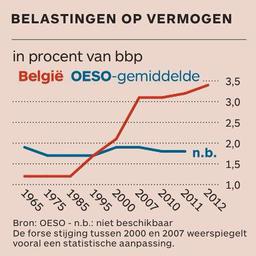 BELASTINGEN OP VERMOGEN
in procent van bbp
België OESO-gemiddelde
3,5
3,0
2,5
2,0
n.b.
1,5
1,0
1965 1975 1985 1995 2000 2007 2010 2011 2012
Bron: OESO - n.b.: niet beschikbaar
De forse stijging tussen 2000 en 2007 weerspiegelt
vooral een statistische aanpassing.